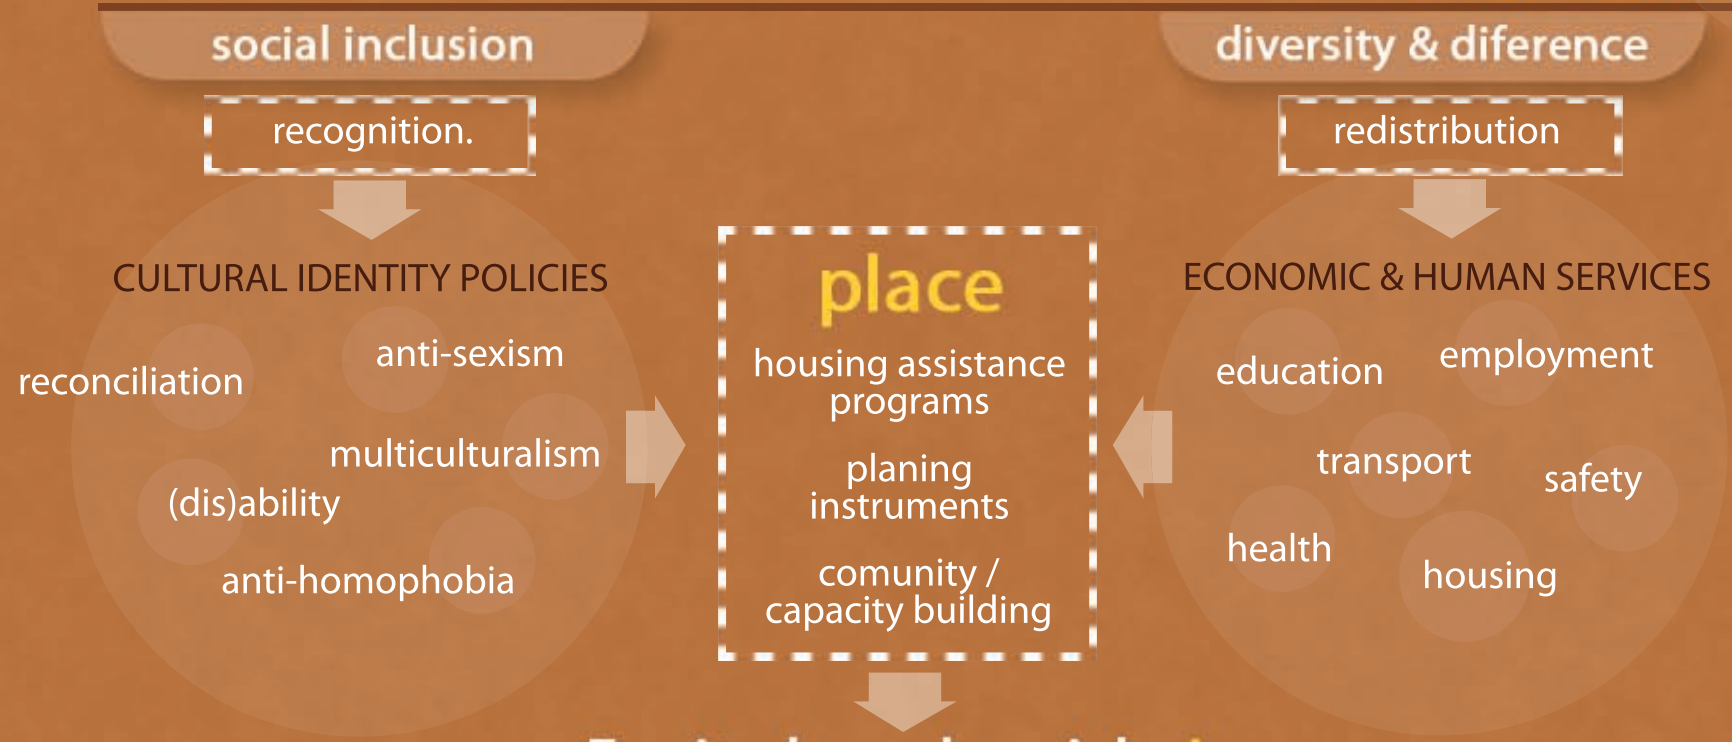 social inclusion
recognition.
CULTURAL IDENTITY POLICIES
anti-sexism
reconciliation
multiculturalism
(dis)ability
anti-homophobia
place
housing assistance
programs
planing
instruments
comunity /
capacity building
diversity & diference
redistribution
ECONOMIC & HUMAN SERVICES
employment
education
transport
safety
health
housing